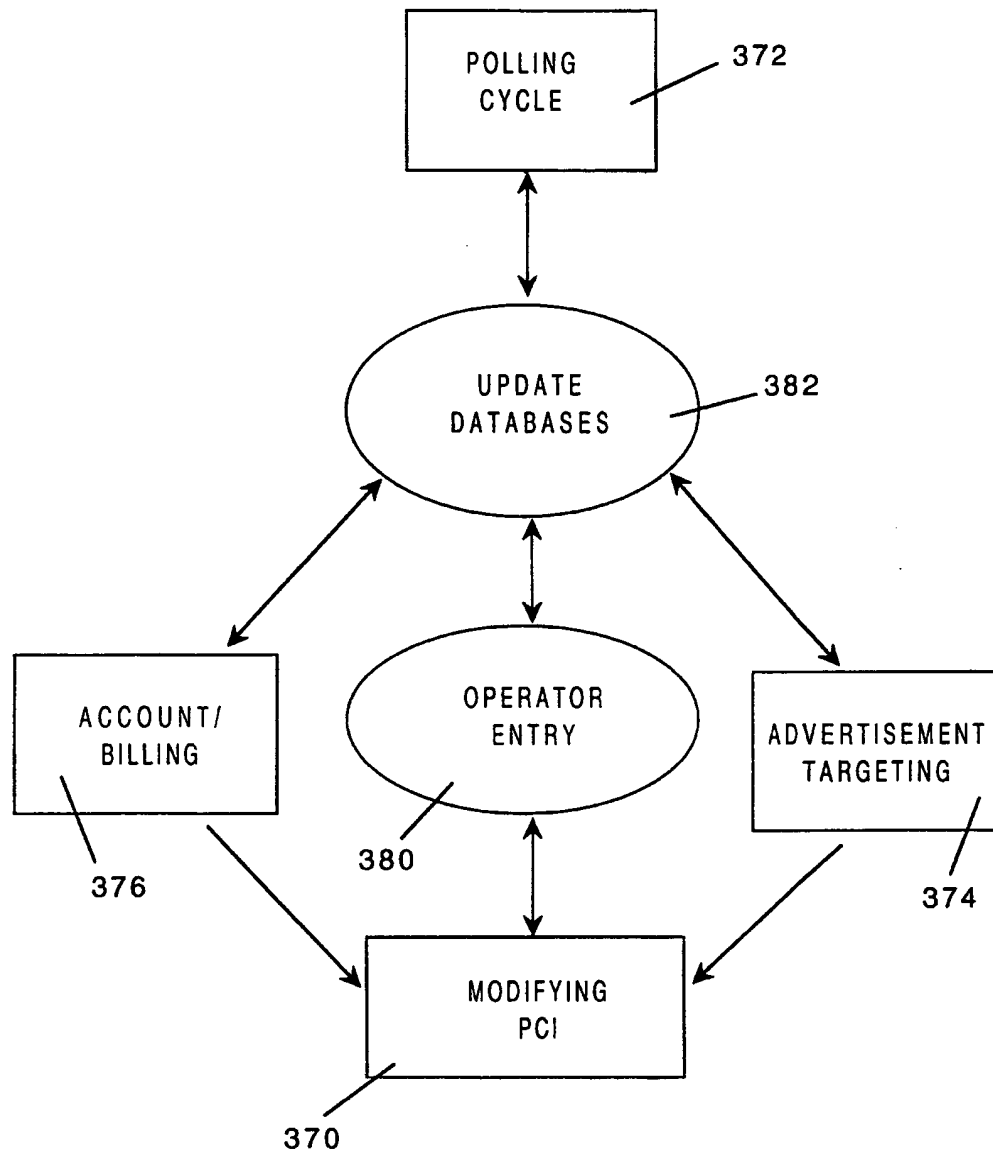 POLLING
CYCLE
372
UPDATE
DATABASES
382
ACCOUNT/
BILLING
376
OPERATOR
ENTRY
380
ADVERTISEMENT
TARGETING
374
MODIFYING
PCI
370